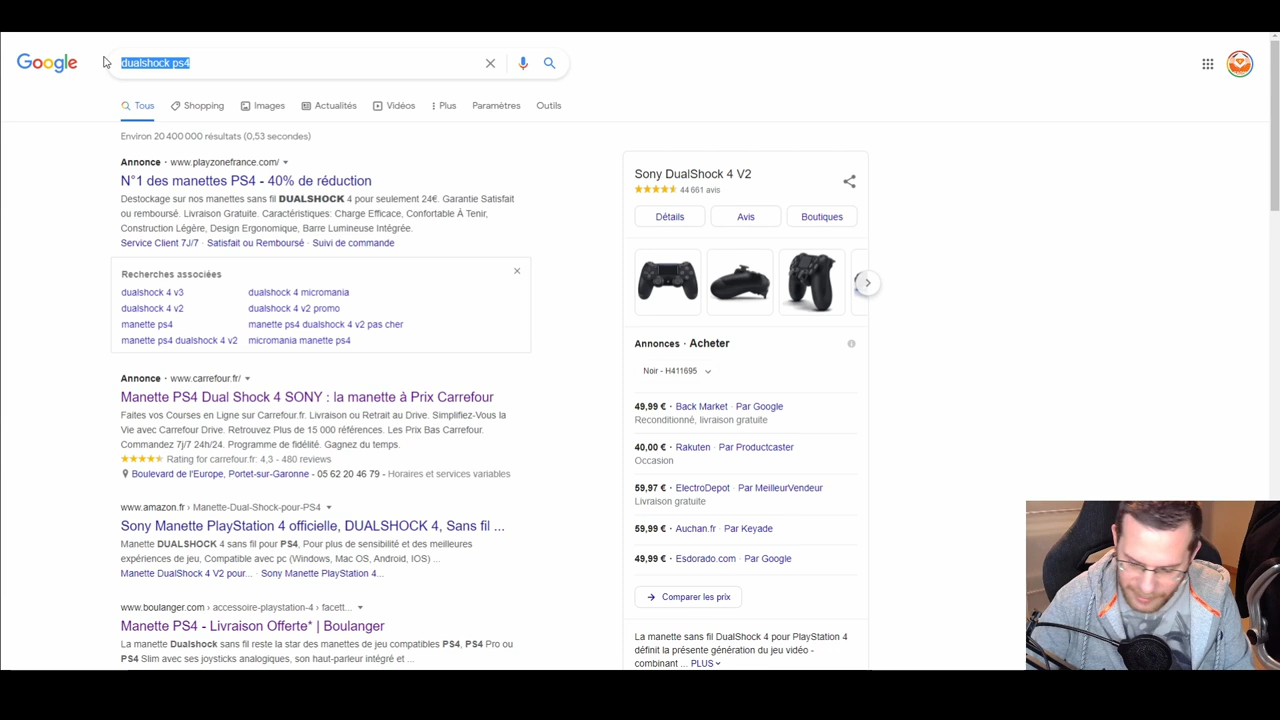 Google
dualshock ps4
Tous Shopping Images Actualités Vidéos Plus Paramètres Outils
Environ 20 400 000 résultats (0,53 secondes)
Annonce · www.playzonefrance.com/
N°1 des manettes PS4 - 40% de réduction
Destockage sur nos manettes sans fil DUALSHOCK 4 pour seulement 24€. Garantie Satisfait
ou remboursé. Livraison Gratuite. Caractéristiques: Charge Efficace, Confortable À Tenir,
Construction Légère, Design Ergonomique, Barre Lumineuse Intégrée.
Service Client 7J/7 · Satisfait ou Remboursé · Suivi de commande
Recherches associées
dualshock 4 v3 dualshock 4 micromania
dualshock 4 v2 dualshock 4 v2 promo
manette ps4 manette ps4 dualshock 4 v2 pas cher
manette ps4 dualshock 4 v2 micromania manette ps4
Annonce · www.carrefour.fr/
Manette PS4 Dual Shock 4 SONY : la manette à Prix Carrefour
Faites vos Courses en Ligne sur Carrefour.fr. Livraison ou Retrait au Drive. Simplifiez-Vous la
Vie avec Carrefour Drive. Retrouvez Plus de 15 000 références. Les Prix Bas Carrefour.
Commandez 7j/7 24h/24. Programme de fidélité. Gagnez du temps.
Rating for carrefour.fr: 4,3 - 480 reviews
Boulevard de l'Europe, Portet-sur-Garonne - 05 62 20 46 79 - Horaires et services variables
www.amazon.fr › Manette-Dual-Shock-pour-PS4
Sony Manette PlayStation 4 officielle, DUALSHOCK 4, Sans fil ...
Manette DUALSHOCK 4 sans fil pour PS4, Pour plus de sensibilité et des meilleures
expériences de jeu, Compatible avec pc (Windows, Mac OS, Android, IOS) ...
Manette DualShock 4 V2 pour... · Sony Manette PlayStation 4...
www.boulanger.com › accessoire-playstation-4 › facett...
Manette PS4 - Livraison Offerte* | Boulanger
La manette Dualshock sans fil reste la star des manettes de jeu compatibles PS4, PS4 Pro ou
PS4 Slim avec ses joysticks analogiques, son haut-parleur intégré et ...
Sony DualShock 4 V2
44 661 avis
Détails Avis Boutiques
Annonces · Acheter
Noir - H411695
49,99 € · Back Market · Par Google
Reconditionné, livraison gratuite
40,00 € · Rakuten · Par Productcaster
Occasion
59,97 € · ElectroDepot · Par MeilleurVendeur
Livraison gratuite
59,99 € · Auchan.fr · Par Keyade
49,99 € · Esdorado.com · Par Google
Comparer les prix
La manette sans fil DualShock 4 pour PlayStation 4
définit la présente génération du jeu vidéo -
combinant ... PLUS